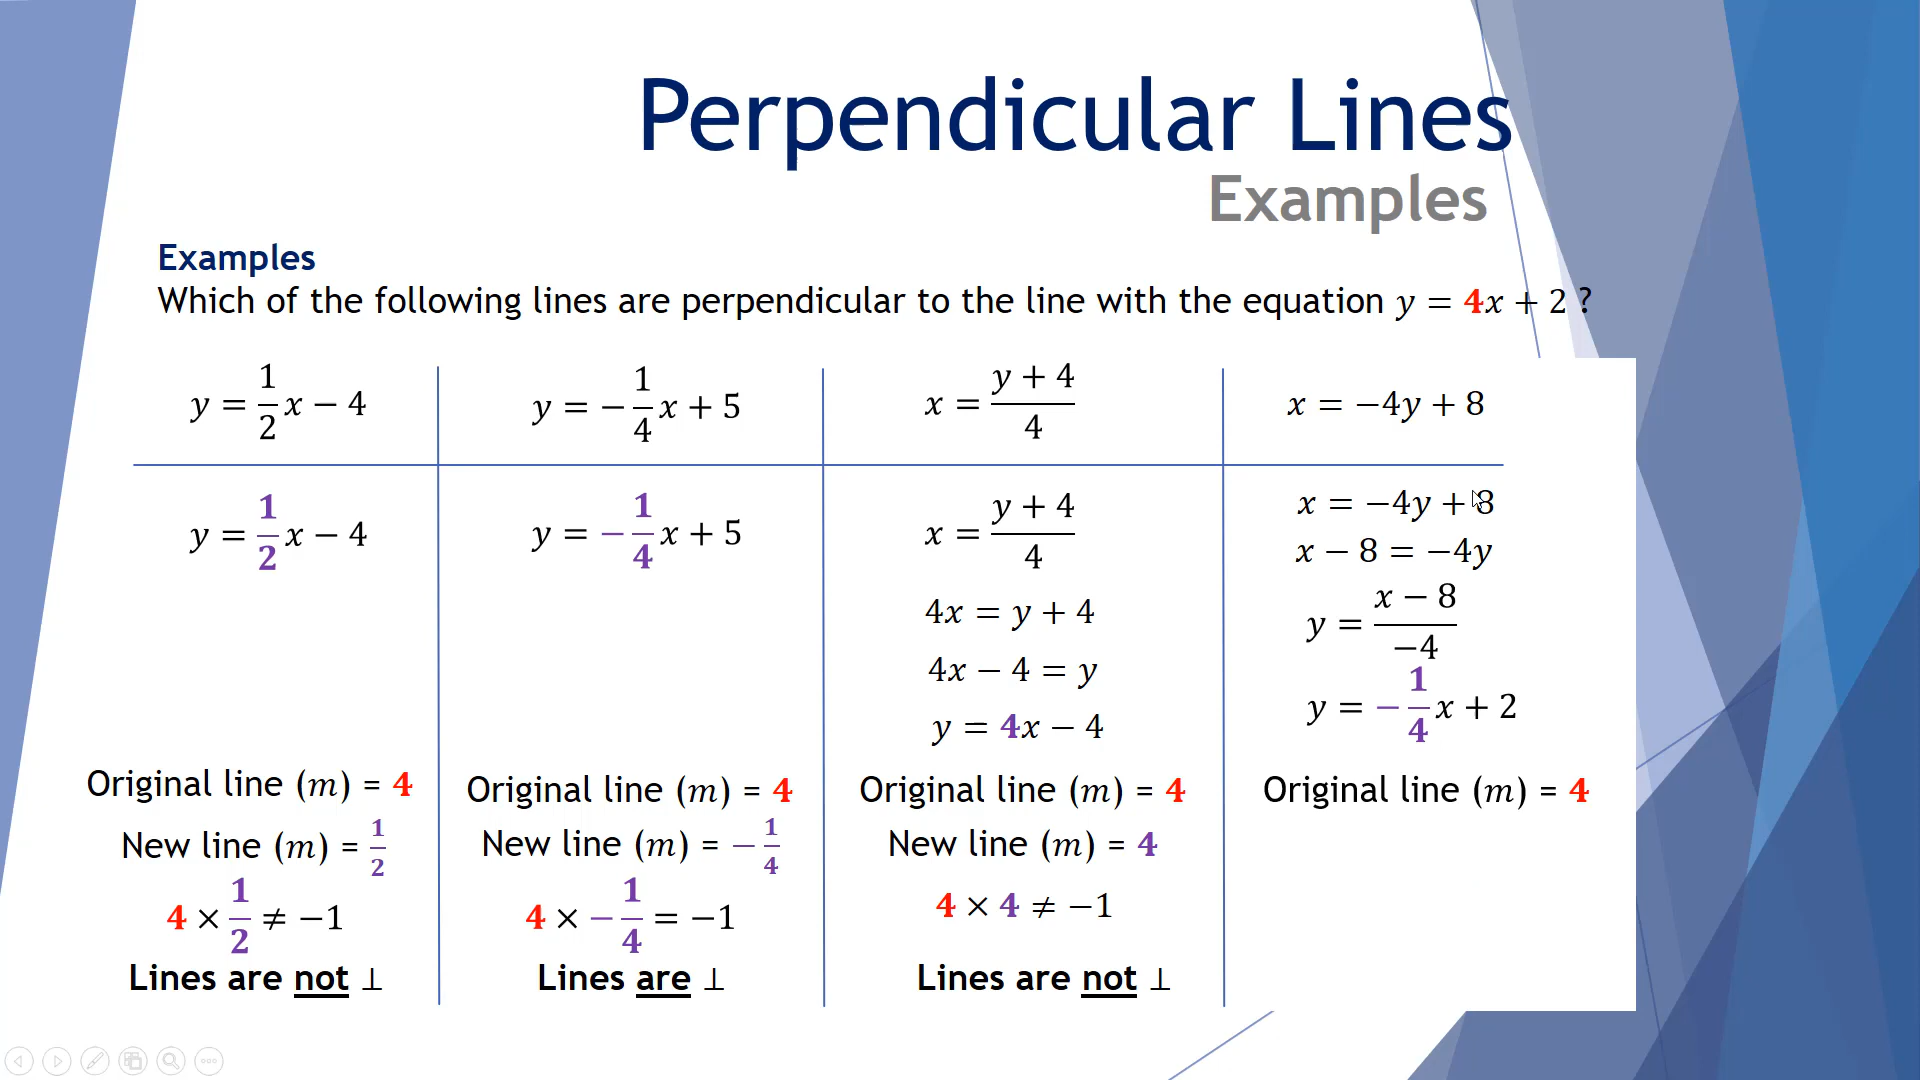 Perpendicular Lines
Examples
Examples
Which of the following lines are perpendicular to the line with the equation y = 4x + 2 ?
y = 1/2 x − 4
y = −1/4 x + 5
x = (y + 4)/4
x = −4y + 8
y = 1/2 x − 4
Original line (m) = 4
New line (m) = 1/2
4 × 1/2 ≠ −1
Lines are not ⊥
y = −1/4 x + 5
Original line (m) = 4
New line (m) = −1/4
4 × −1/4 = −1
Lines are ⊥
x = (y + 4)/4
4x = y + 4
4x − 4 = y
y = 4x − 4
Original line (m) = 4
New line (m) = 4
4 × 4 ≠ −1
Lines are not ⊥
x = −4y + 8
x − 8 = −4y
y = (x − 8)/−4
y = −1/4 x + 2
Original line (m) = 4